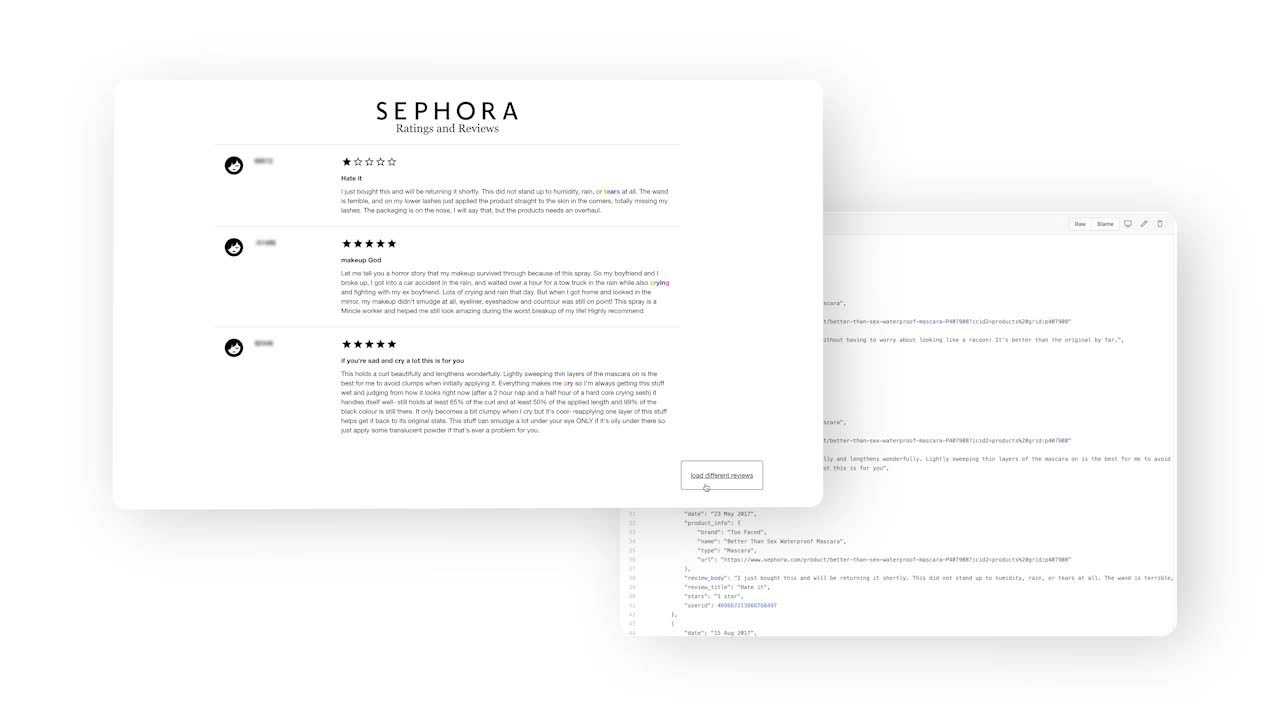 SEPHORA
Ratings and Reviews
Hate it
I just bought this and will be returning it shortly. This did not stand up to humidity, rain, or tears at all. The wand
is terrible, and on my lower lashes just applied the product straight to the skin in the corners, totally missing my
lashes. The packaging is on the nose, I will say that, but the products needs an overhaul.
makeup God
Let me tell you a horror story that my makeup survived through because of this spray. So my boyfriend and I
broke up, I got into a car accident in the rain, and waited over a hour for a tow truck in the rain while also crying
and fighting with my ex boyfriend. Lots of crying and rain that day. But when I got home and looked in the
mirror, my makeup didn't smudge at all, eyeliner, eyeshadow and countour was still on point! This spray is a
Miricle worker and helped me still look amazing during the worst breakup of my life! Highly recommend.
if you're sad and cry a lot this is for you
This holds a curl beautifully and lengthens wonderfully. Lightly sweeping thin layers of the mascara on is the
best for me to avoid clumps when initially applying it. Everything makes me cry so I'm always getting this stuff
wet and judging from how it looks right now (after a 2 hour nap and a half hour of a hard core crying sesh) it
handles itself well- still holds at least 65% of the curl and at least 50% of the applied length and 99% of the
black colour is still there. It only becomes a bit clumpy when I cry but it's cool- reapplying one layer of this stuff
helps get it back to its original state. This stuff can smudge a lot under your eye ONLY if it's oily under there so
just apply some translucent powder if that's ever a problem for you.
load different reviews
Raw Blame
scara",
t/better-than-sex-waterproof-mascara-P407908?icid2=products%20grid:p407908"
ithout having to worry about looking like a racoon! It's better than the original by far.",
scara",
t/better-than-sex-waterproof-mascara-P407908?icid2=products%20grid:p407908"
lly and lengthens wonderfully. Lightly sweeping thin layers of the mascara on is the best for me to avoid
ot this is for you",
31 "date": "23 May 2017",
32 "product_info": {
33 "brand": "Too Faced",
34 "name": "Better Than Sex Waterproof Mascara",
35 "type": "Mascara",
36 "url": "https://www.sephora.com/product/better-than-sex-waterproof-mascara-P407908?icid2=products%20grid:p407908"
37 },
38 "review_body": "I just bought this and will be returning it shortly. This did not stand up to humidity, rain, or tears at all. The wand is terrible,
39 "review_title": "Hate it",
40 "stars": "1 star",
41 "userid":
42 },
43 {
44 "date": "15 Aug 2017",